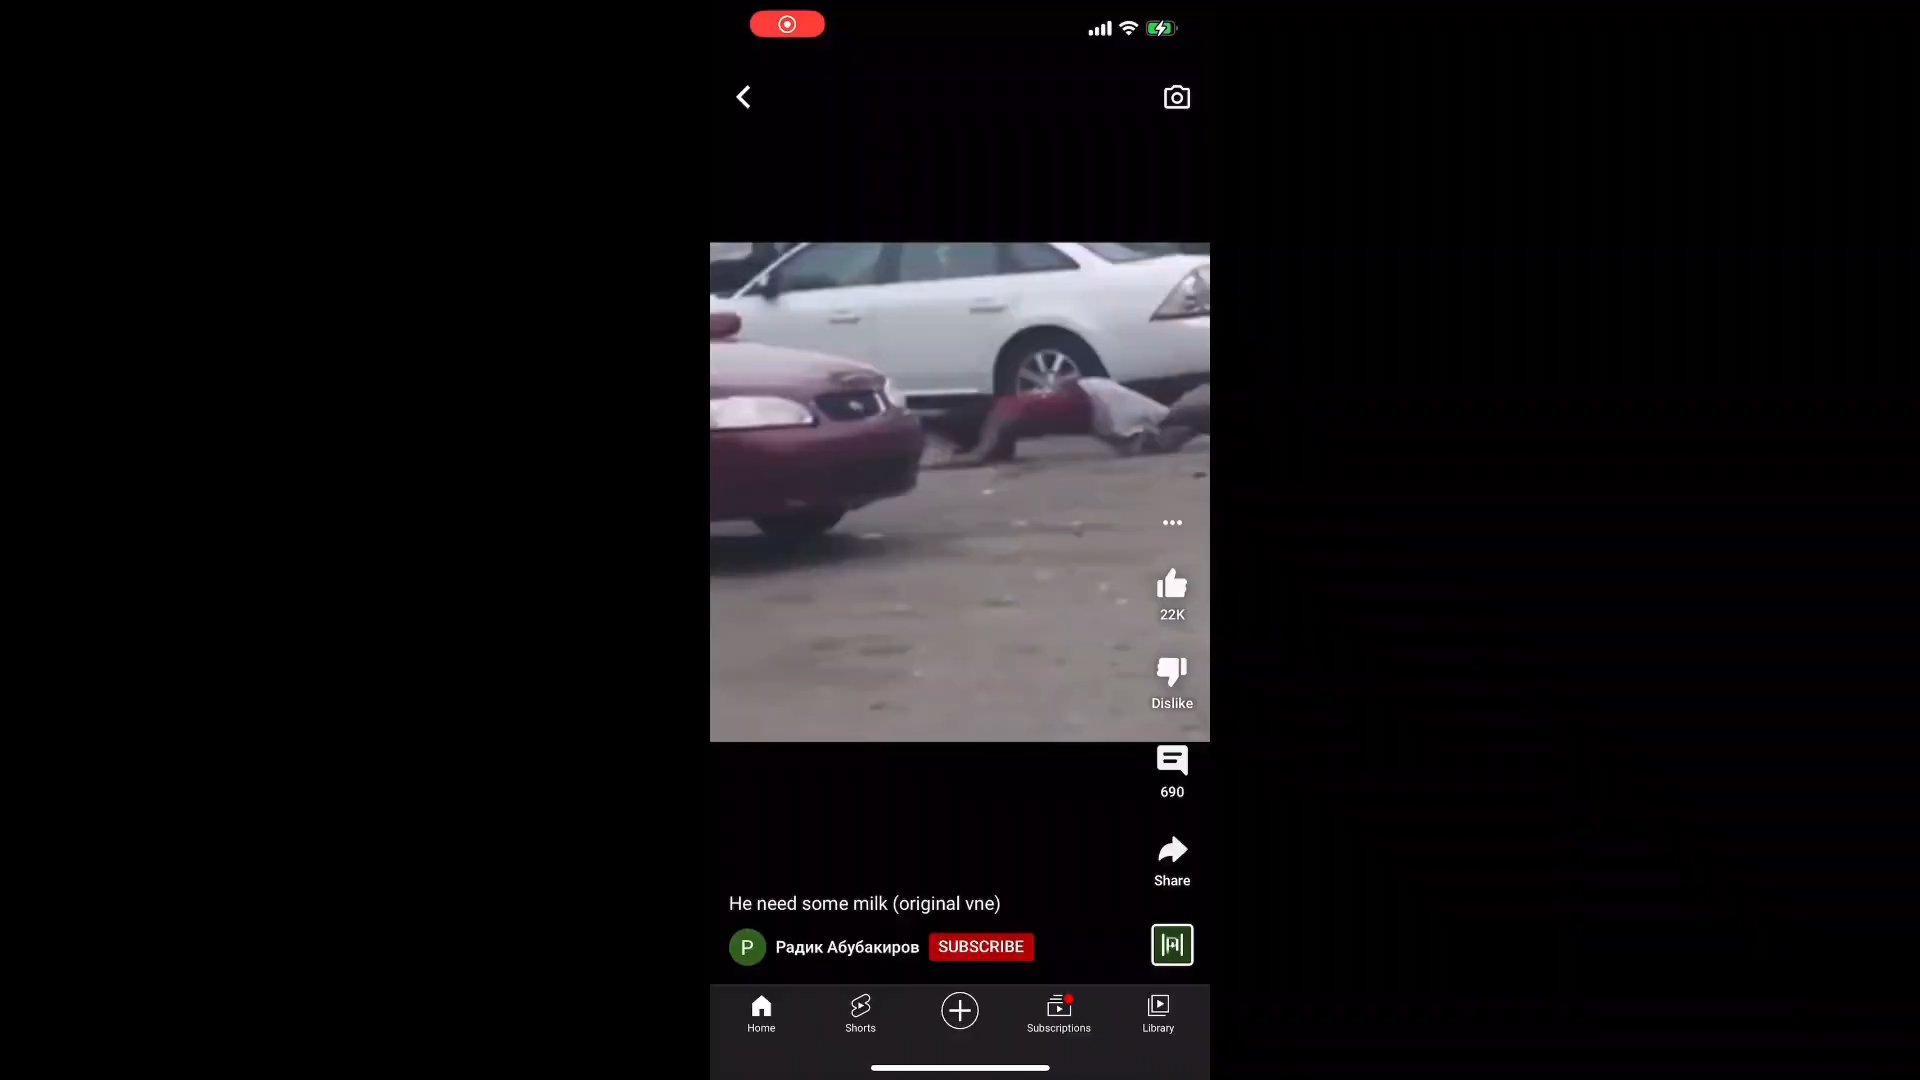 22K
Dislike
690
Share
He need some milk (original vne)
P
Радик Абубакиров
SUBSCRIBE
Home
Shorts
Subscriptions
Library